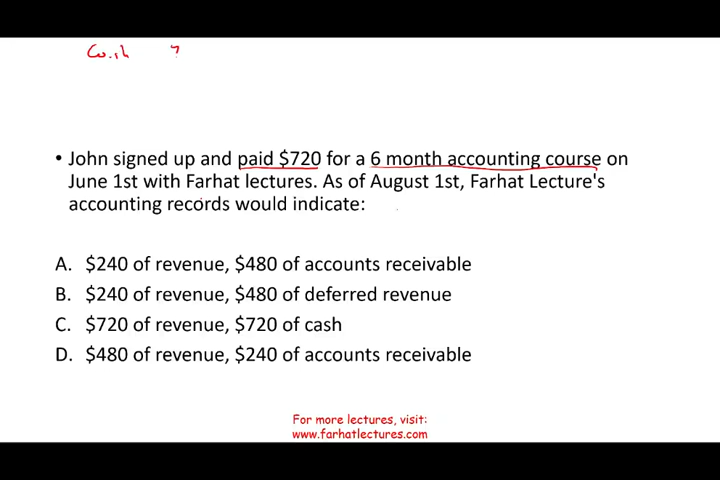 Cash 7
• John signed up and paid $720 for a 6 month accounting course on
June 1st with Farhat lectures. As of August 1st, Farhat Lecture's
accounting records would indicate:
A. $240 of revenue, $480 of accounts receivable
B. $240 of revenue, $480 of deferred revenue
C. $720 of revenue, $720 of cash
D. $480 of revenue, $240 of accounts receivable
For more lectures, visit:
www.farhatlectures.com